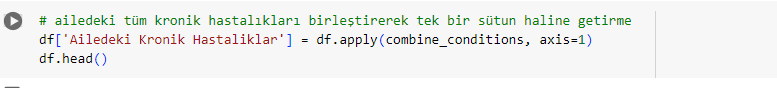 # ailedeki tüm kronik hastalıkları birleştirerek tek bir sütun haline getirme
df['Ailedeki Kronik Hastaliklar'] = df.apply(combine_conditions, axis=1)
df.head()